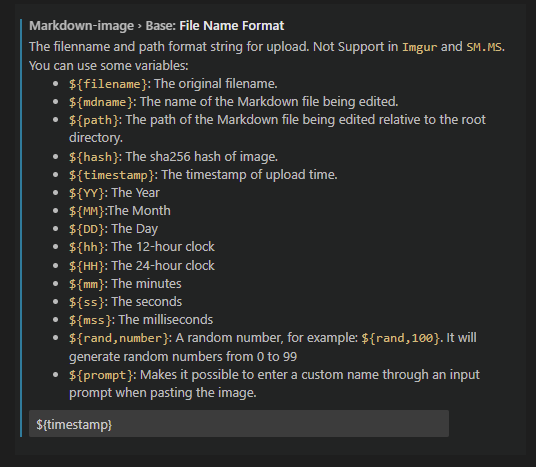 Markdown-image › Base: File Name Format
The filenname and path format string for upload. Not Support in Imgur and SM.MS.
You can use some variables:
• ${filename}: The original filengname.
• ${mdname}: The name of the Markdown file being edited.
• ${path}: The path of the Markdown file being edited relative to the root
directory.
• ${hash}: The sha256 hash of image.
• ${timestamp}: The timestamp of upload time.
• ${YY}: The Year
• ${MM}:The Month
• ${DD}: The Day
• ${hh}: The 12-hour clock
• ${HH}: The 24-hour clock
• ${mm}: The minutes
• ${ss}: The seconds
• ${mss}: The milliseconds
• ${rand,number}: A random number, for example: ${rand,100}. It will
generate random numbers from 0 to 99
• ${prompt}: Makes it possible to enter a custom name through an input
prompt when pasting the image.
${timestamp}